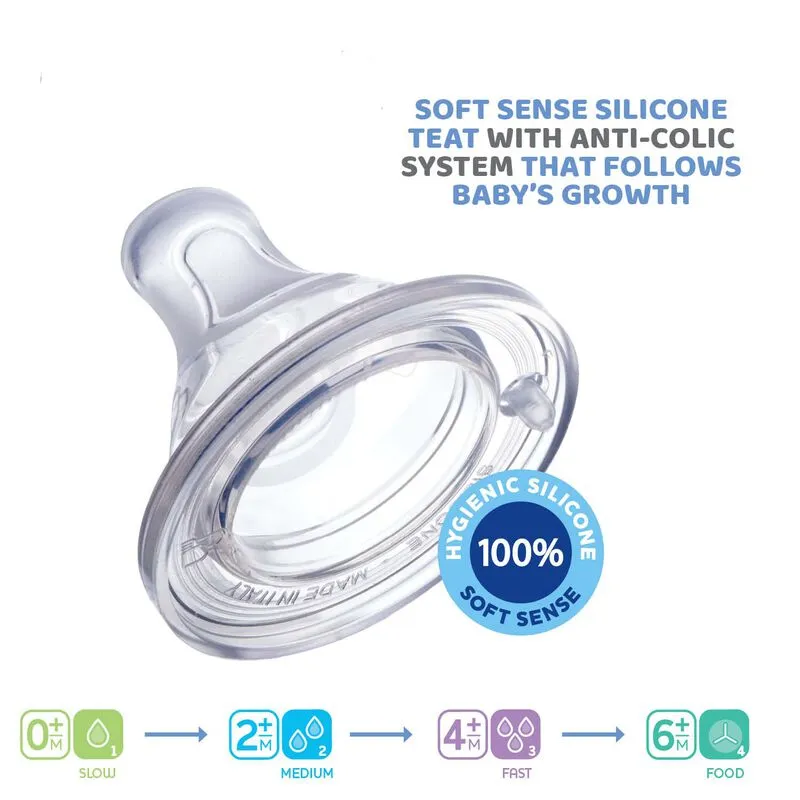 SOFT SENSE SILICONE
TEAT WITH ANTI-COLIC
SYSTEM THAT FOLLOWS
BABY'S GROWTH
HYGIENIC SILICONE
100%
SOFT SENSE
MADE IN ITALY
0+M 1
SLOW
2+M 2
MEDIUM
4+M 3
FAST
6+M 4
FOOD